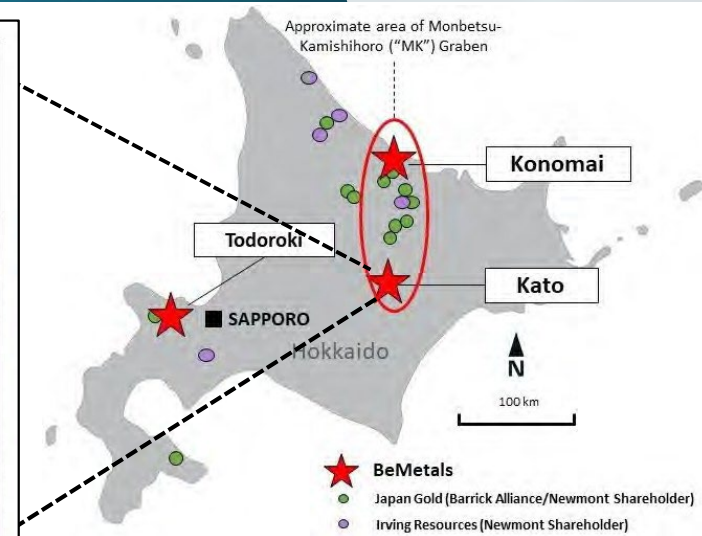 Approximate area of Monbetsu-
Kamishihoro (“MK”) Graben
Konomai
Todoroki
Kato
SAPPORO
Hokkaido
N
100 km
BeMetals
Japan Gold (Barrick Alliance/Newmont Shareholder)
Irving Resources (Newmont Shareholder)